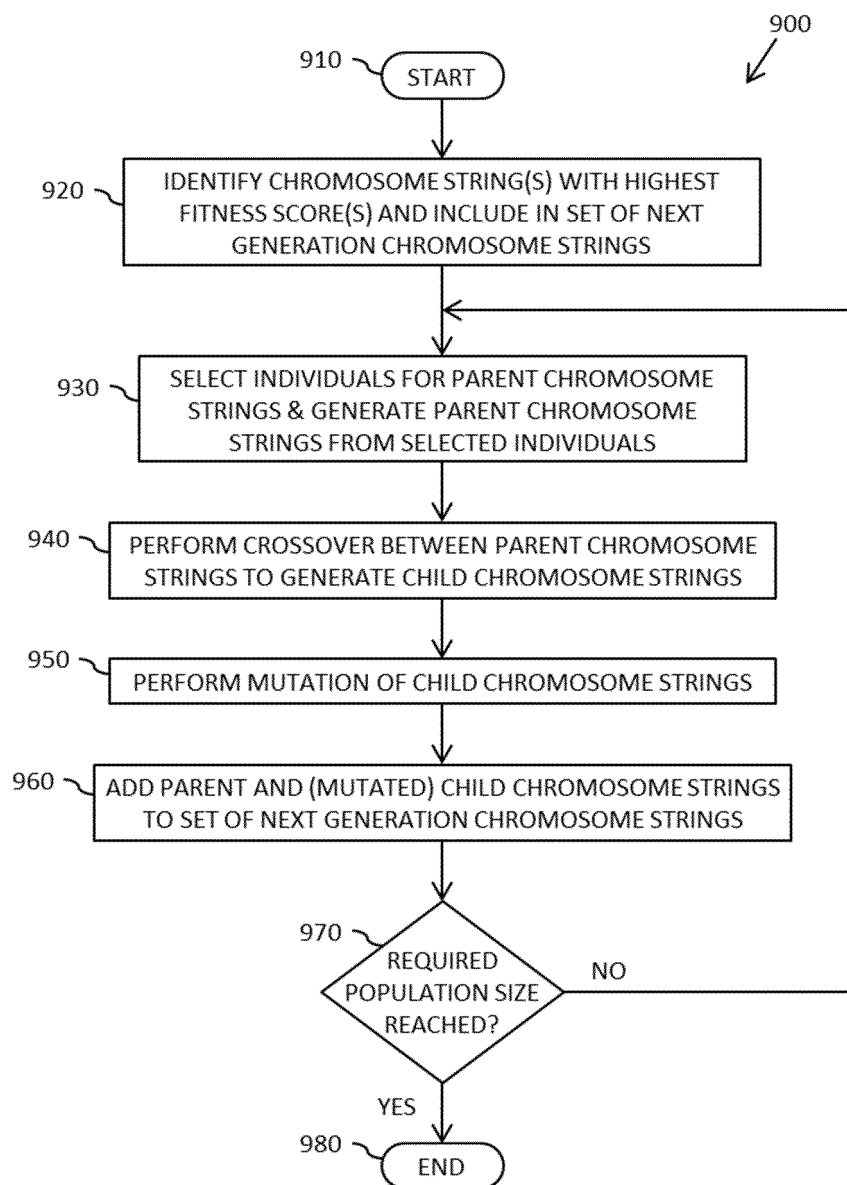 900
910
START
920
IDENTIFY CHROMOSOME STRING(S) WITH HIGHEST
FITNESS SCORE(S) AND INCLUDE IN SET OF NEXT
GENERATION CHROMOSOME STRINGS
930
SELECT INDIVIDUALS FOR PARENT CHROMOSOME
STRINGS & GENERATE PARENT CHROMOSOME
STRINGS FROM SELECTED INDIVIDUALS
940
PERFORM CROSSOVER BETWEEN PARENT CHROMOSOME
STRINGS TO GENERATE CHILD CHROMOSOME STRINGS
950
PERFORM MUTATION OF CHILD CHROMOSOME STRINGS
960
ADD PARENT AND (MUTATED) CHILD CHROMOSOME STRINGS
TO SET OF NEXT GENERATION CHROMOSOME STRINGS
970
REQUIRED
POPULATION SIZE
REACHED?
NO
YES
980
END